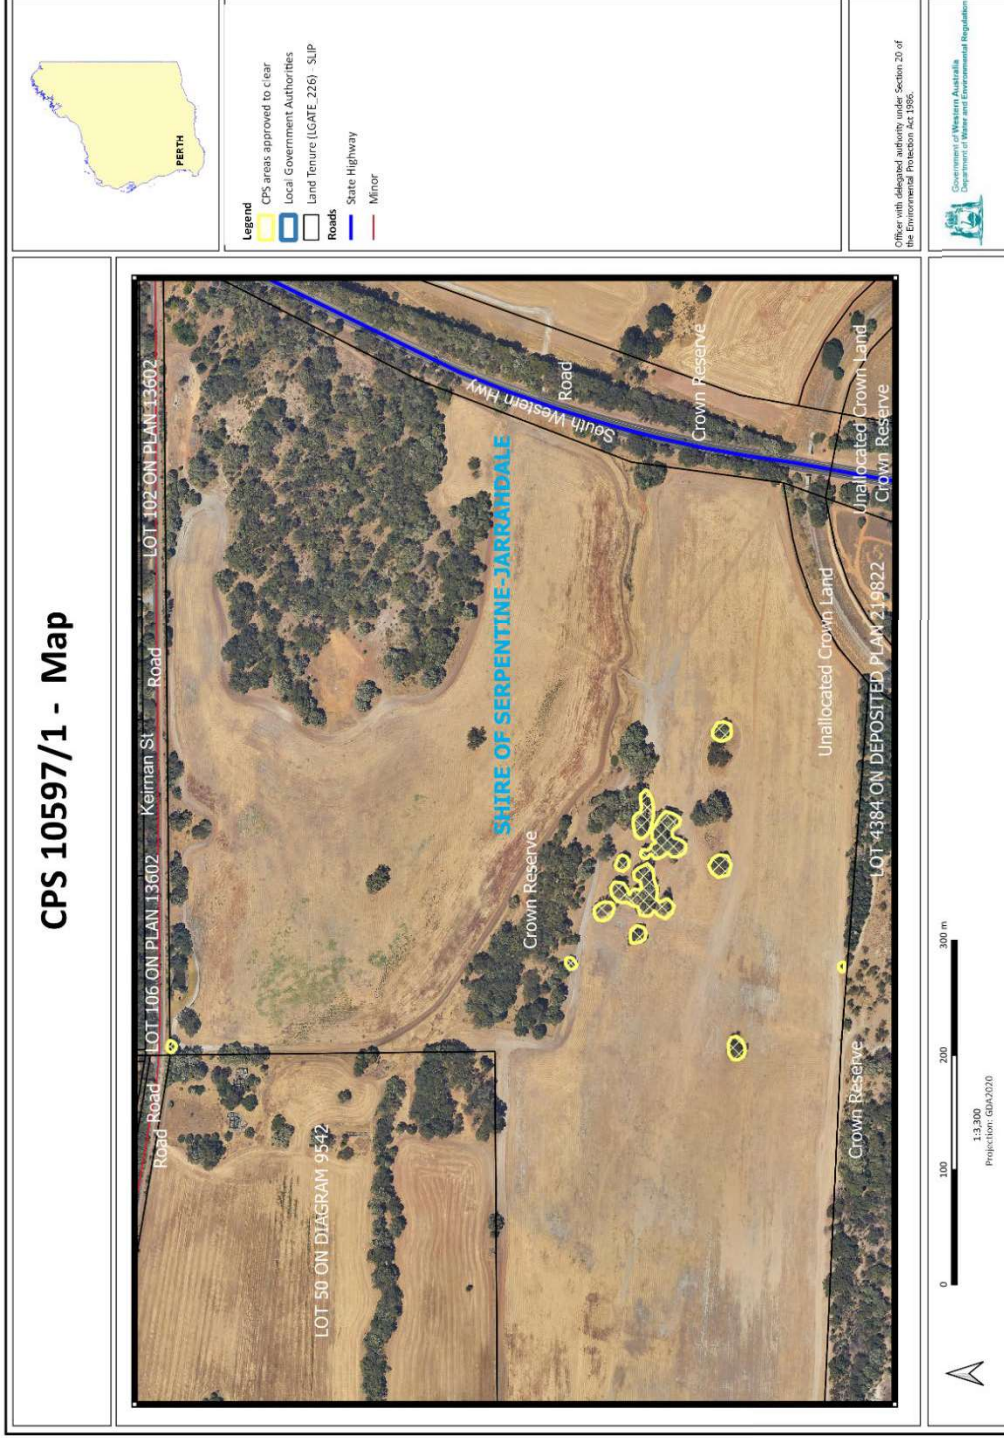 CPS 10597/1 - Map
LOT 106 ON PLAN 13602
Keirnan St
Road
LOT 102 ON PLAN 13602
Road
Road
LOT 50 ON DIAGRAM 9542
SHIRE OF SERPENTINE-JARRAHDALE
South Western Hwy
Road
Crown Reserve
Crown Reserve
Unallocated Crown Land
Unallocated Crown Land
Crown Reserve
Crown Reserve
LOT 4384 ON DEPOSITED PLAN 219822
PERTH
Legend
CPS areas approved to clear
Local Government Authorities
Land Tenure (LGATE_226) - SLIP
Roads
State Highway
Minor
0 100 200 300 m
1:3,300
Projection: GDA2020
Officer with delegated authority under Section 20 of
the Environmental Protection Act 1986.
Government of Western Australia
Department of Water and Environmental Regulation